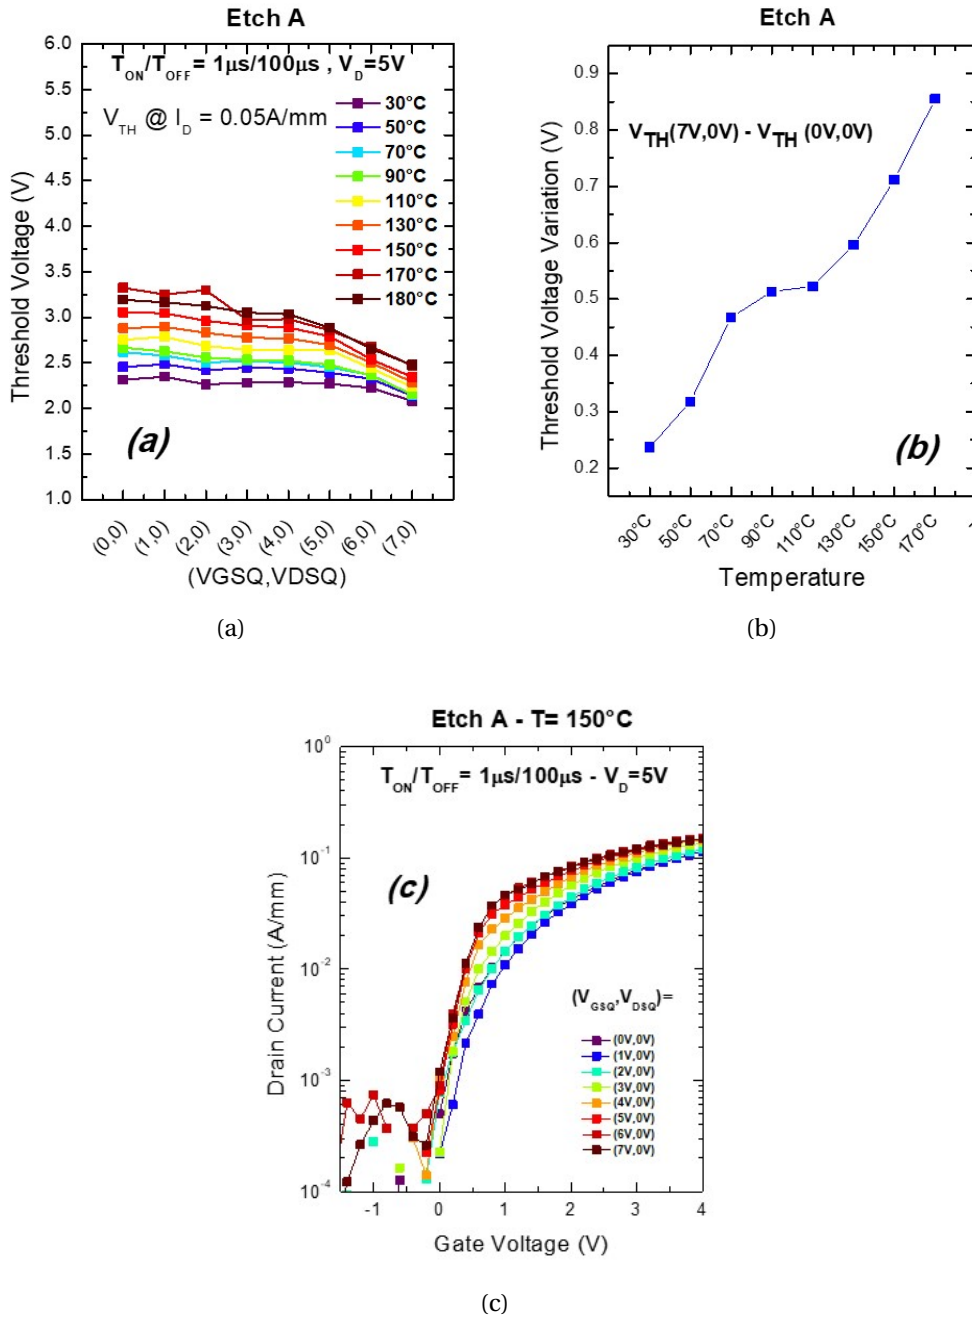 Etch A
T_ON/T_OFF= 1μs/100μs , V_D=5V
V_TH @ I_D = 0.05A/mm
30°C
50°C
70°C
90°C
110°C
130°C
150°C
170°C
180°C
Threshold Voltage (V)
6.0
5.5
5.0
4.5
4.0
3.5
3.0
2.5
2.0
1.5
1.0
(a)
(0,0)
(1,0)
(2,0)
(3,0)
(4,0)
(5,0)
(6,0)
(7.0)
(VGSQ,VDSQ)
(a)
Etch A
V_TH(7V,0V) - V_TH (0V,0V)
Threshold Voltage Variation (V)
0.9
0.8
0.7
0.6
0.5
0.4
0.3
0.2
(b)
30°C
50°C
70°C
90°C
110°C
130°C
150°C
170°C
Temperature
(b)
Etch A - T= 150°C
T_ON/T_OFF= 1μs/100μs - V_D=5V
(c)
Drain Current (A/mm)
10^0
10^-1
10^-2
10^-3
10^-4
(V_GSQ,V_DSQ)=
(0V,0V)
(1V,0V)
(2V,0V)
(3V,0V)
(4V,0V)
(5V,0V)
(6V,0V)
(7V,0V)
-1
0
1
2
3
4
Gate Voltage (V)
(c)